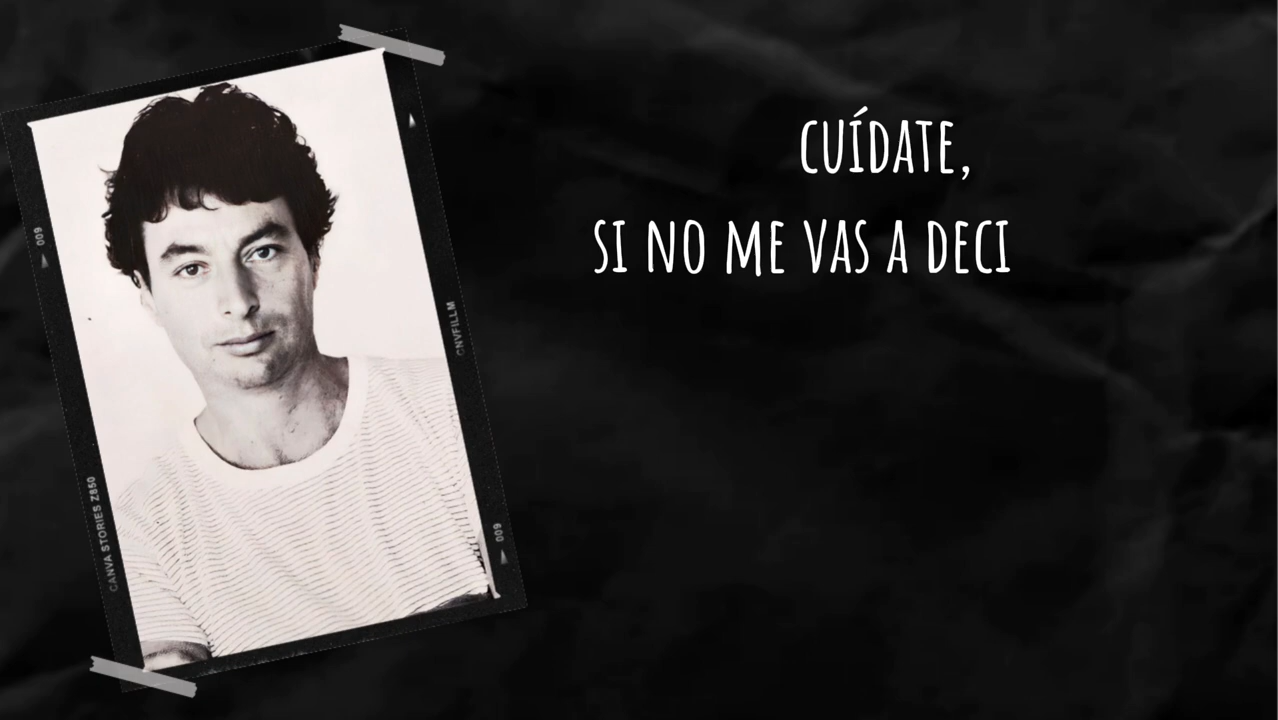 CUÍDATE,
SI NO ME VAS A DECI
009
CANVA STORIES Z850
CNVFILLM
009